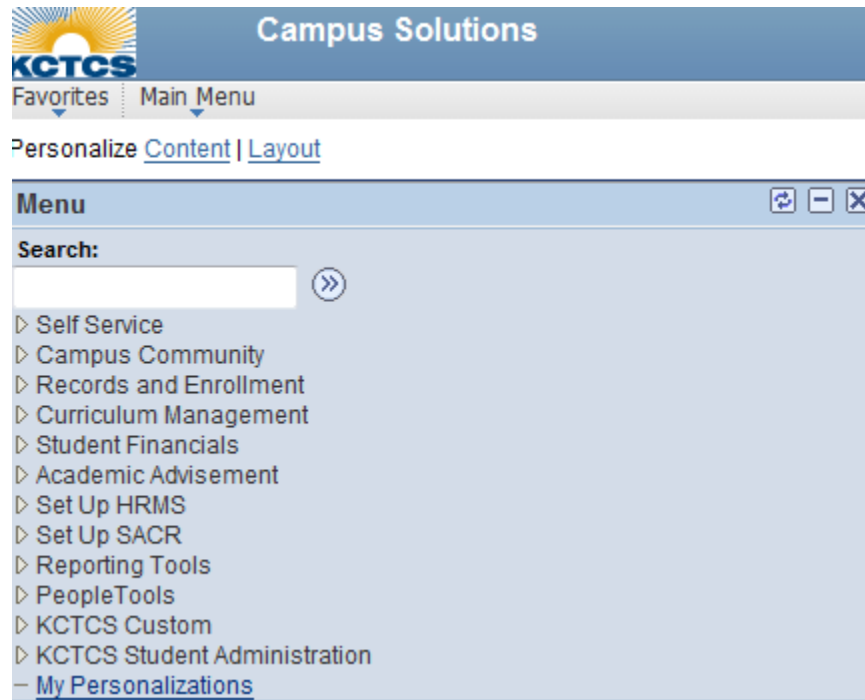 Campus Solutions
KCTCS
Favorites Main Menu
Personalize Content | Layout
Menu
Search:
Self Service
Campus Community
Records and Enrollment
Curriculum Management
Student Financials
Academic Advisement
Set Up HRMS
Set Up SACR
Reporting Tools
PeopleTools
KCTCS Custom
KCTCS Student Administration
My Personalizations